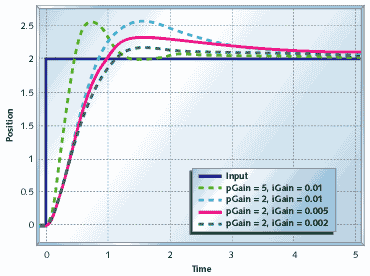 2.5
2
1.5
1
0.5
0
Position
0 1 2 3 4 5
Time
Input
pGain = 5, iGain = 0.01
pGain = 2, iGain = 0.01
pGain = 2, iGain = 0.005
pGain = 2, iGain = 0.002